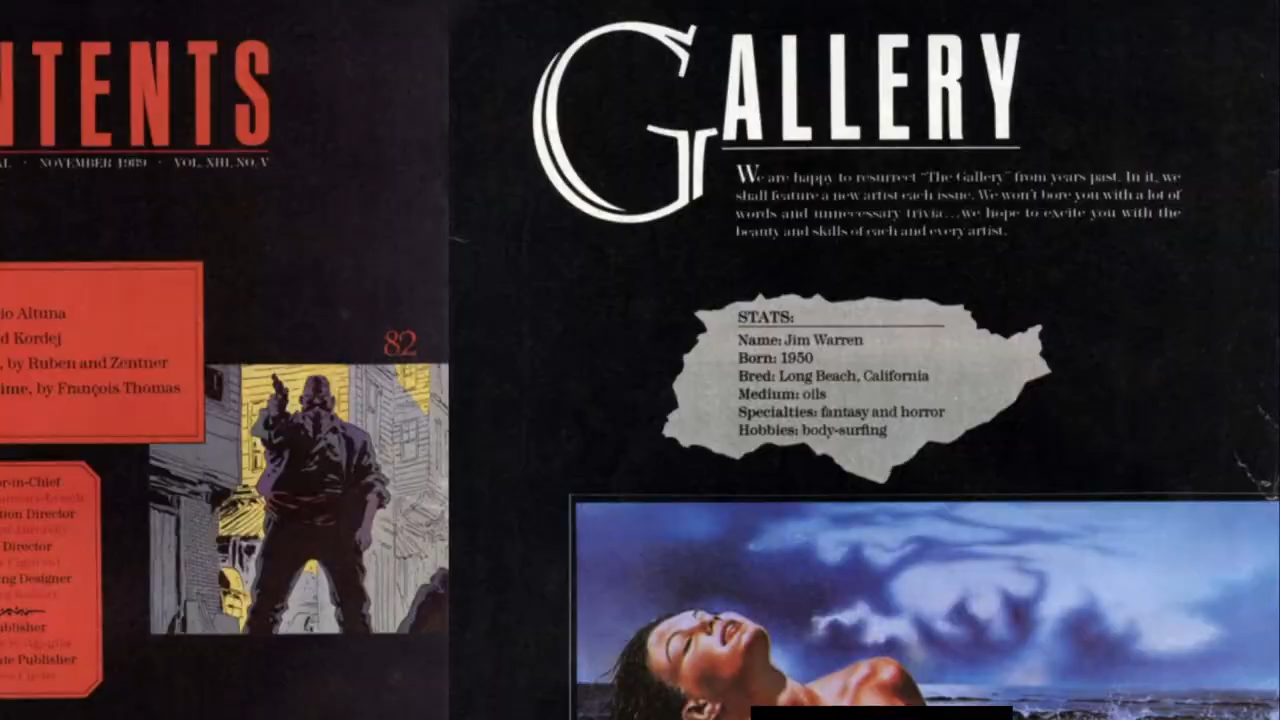 NTENTS
AL · NOVEMBER 1989 · VOL. XIII, NO. V
io Altuna
d Kordej
, by Ruben and Zentner
ime, by François Thomas
r-in-Chief
tion Director
Director
ng Designer
ublisher
te Publisher
82
GALLERY
We are happy to resurrect "The Gallery" from years past. In it, we
shall feature a new artist each issue. We won't bore you with a lot of
words and unnecessary trivia...we hope to excite you with the
beauty and skills of each and every artist.
STATS:
Name: Jim Warren
Born: 1950
Bred: Long Beach, California
Medium: oils
Specialties: fantasy and horror
Hobbies: body-surfing